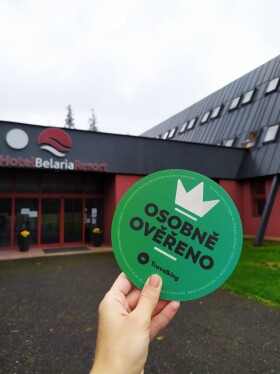 Hotel Belaria Resort
OSOBNĚ
OVĚŘENO
Travelking